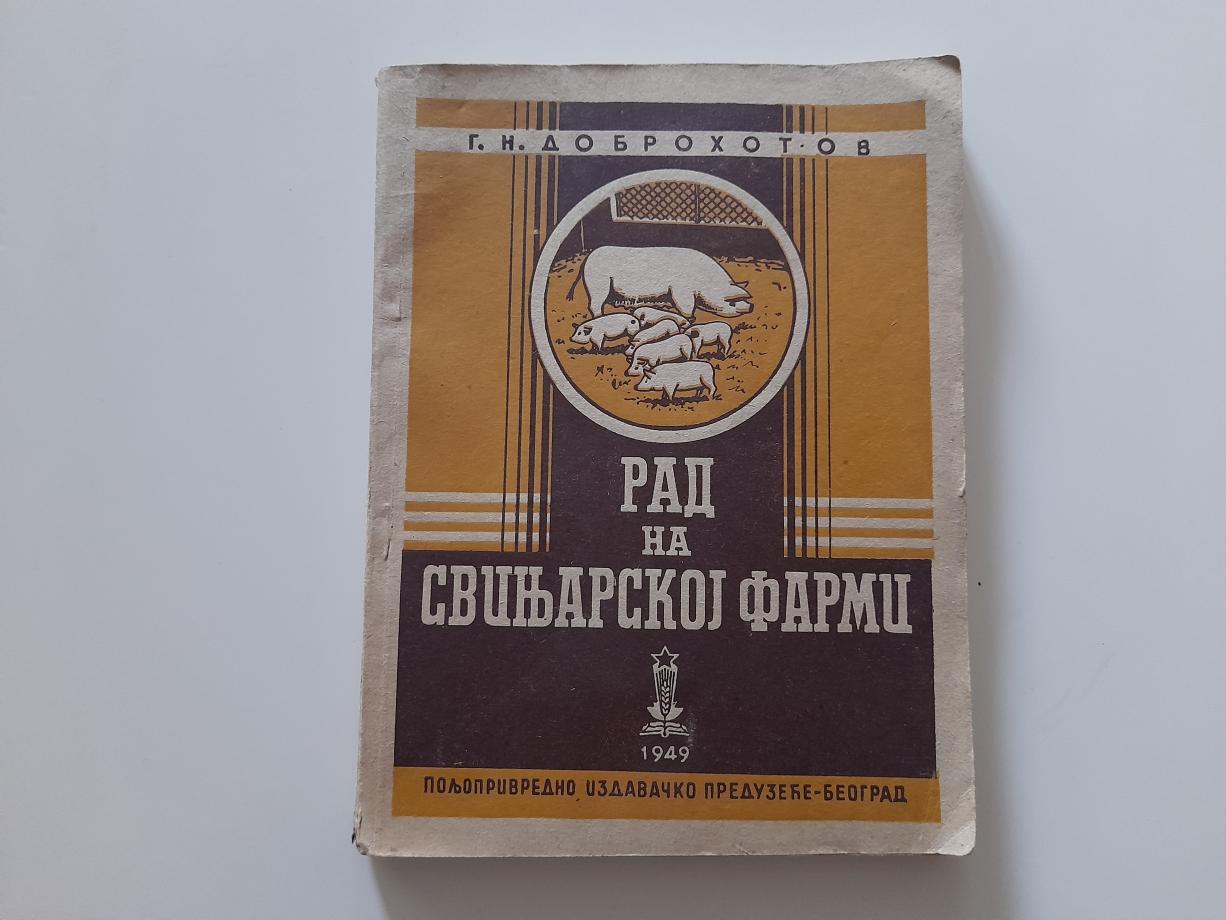 Г. Н. ДОБРОХОТОВ
РАД
НА
СВИЊАРСКОЈ ФАРМИ
1949
ПОЉОПРИВРЕДНО ИЗДАВАЧКО ПРЕДУЗЕЋЕ-БЕОГРАД